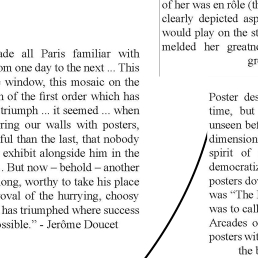 ade all Paris familiar with
om one day to the next ... This
window, this mosaic on the
n of the first order which has
triumph ... it seemed ... when
ring our walls with posters,
ful than the last, that nobody
exhibit alongside him in the
. But now – behold – another
long, worthy to take his place
oval of the hurrying, choosy
has triumphed where success
ossible.” - Jerôme Doucet
of her was en rôle (th
clearly depicted asp
would play on the st
melded her greatne
gr
Poster des
time, but
unseen bef
dimension
spirit of
democratiz
posters do
was “The
was to call
Arcades o
posters wit
the b